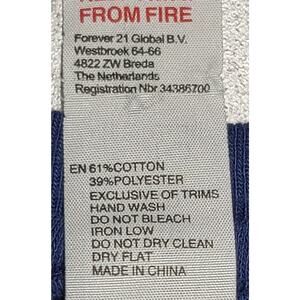 FROM FIRE
Forever 21 Global B.V.
Westbroek 64-66
4822 ZW Breda
The Netherlands
Registration Nbr 34386700
EN 61%COTTON
39%POLYESTER
EXCLUSIVE OF TRIMS
HAND WASH
DO NOT BLEACH
IRON LOW
DO NOT DRY CLEAN
DRY FLAT
MADE IN CHINA